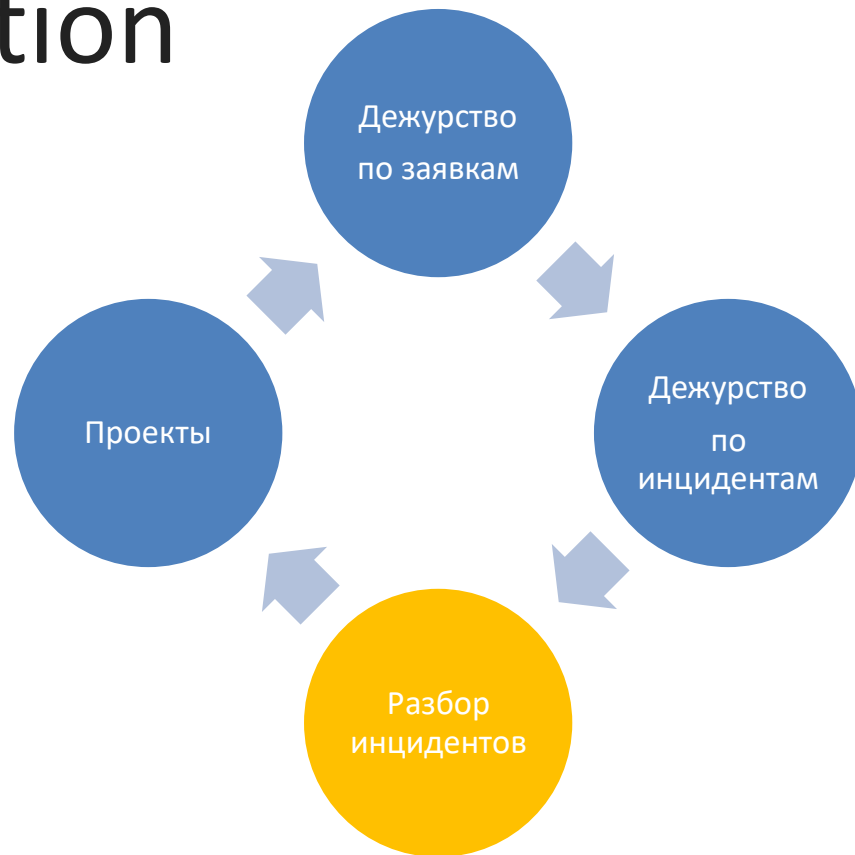 tion
Дежурство
по заявкам
Дежурство
по
инцидентам
Проекты
Разбор
инцидентов